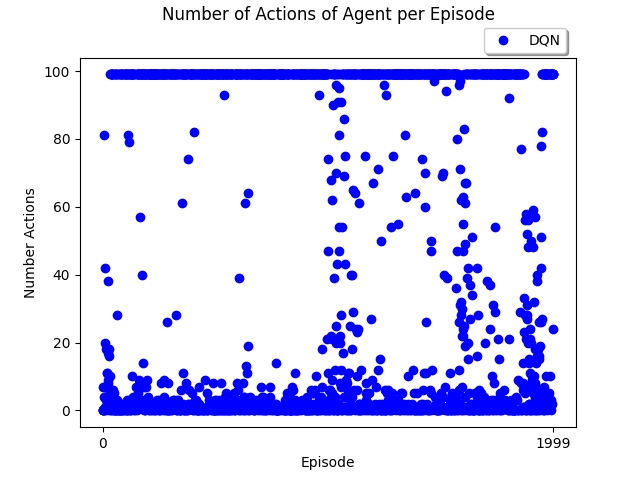 Number of Actions of Agent per Episode
DQN
100
80
60
40
20
0
Number Actions
0
1999
Episode